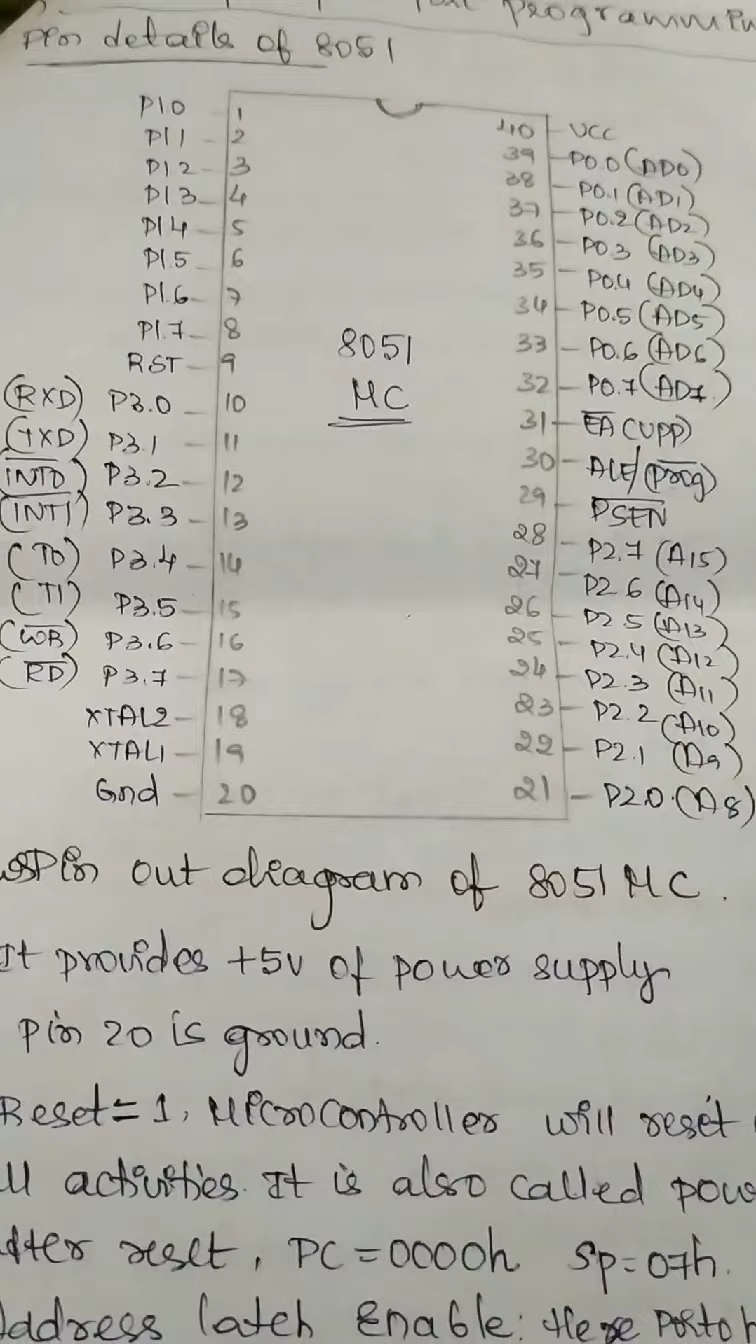 Programmin
Pin details of 8051
P1 0 1
P1 1 2
P1 2 3
P1 3 4
P1 4 5
P1.5 6
P1.6 7
P1.7 8
RST 9
(RXD) P3.0 10
(TXD) P3.1 11
(INT0) P3.2 12
(INT1) P3.3 13
(T0) P3.4 14
(T1) P3.5 15
(WR) P3.6 16
(RD) P3.7 17
XTAL2 18
XTAL1 19
Gnd 20
8051
MC
40 VCC
39 P0.0 (AD0)
38 P0.1 (AD1)
37 P0.2 (AD2)
36 P0.3 (AD3)
35 P0.4 (AD4)
34 P0.5 (AD5)
33 P0.6 (AD6)
32 P0.7 (AD7)
31 EA (VPP)
30 ALE/(Prog)
29 PSEN
28 P2.7 (A15)
27 P2 6 (A14)
26 P2 5 (A13)
25 P2.4 (A12)
24 P2.3 (A11)
23 P2.2 (A10)
22 P2.1 (A9)
21 P2.0. (A8)
Pin out diagram of 8051 MC.
It provides +5V of power supply
Pin 20 is ground.
Reset = 1, Microcontroller will reset
ll activities. It is also called pow
fter reset, PC = 0000h SP = 07h.
Address latch Enable: Here Port0